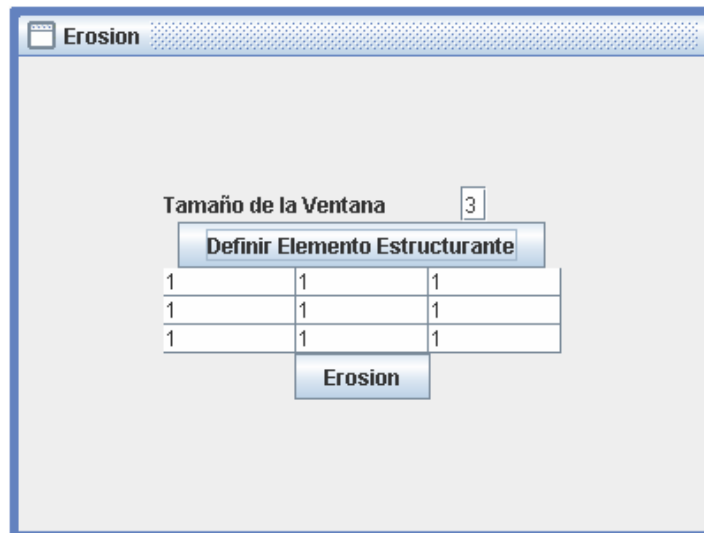 Erosion
Tamaño de la Ventana 3
Definir Elemento Estructurante
1 1 1
1 1 1
1 1 1
Erosion